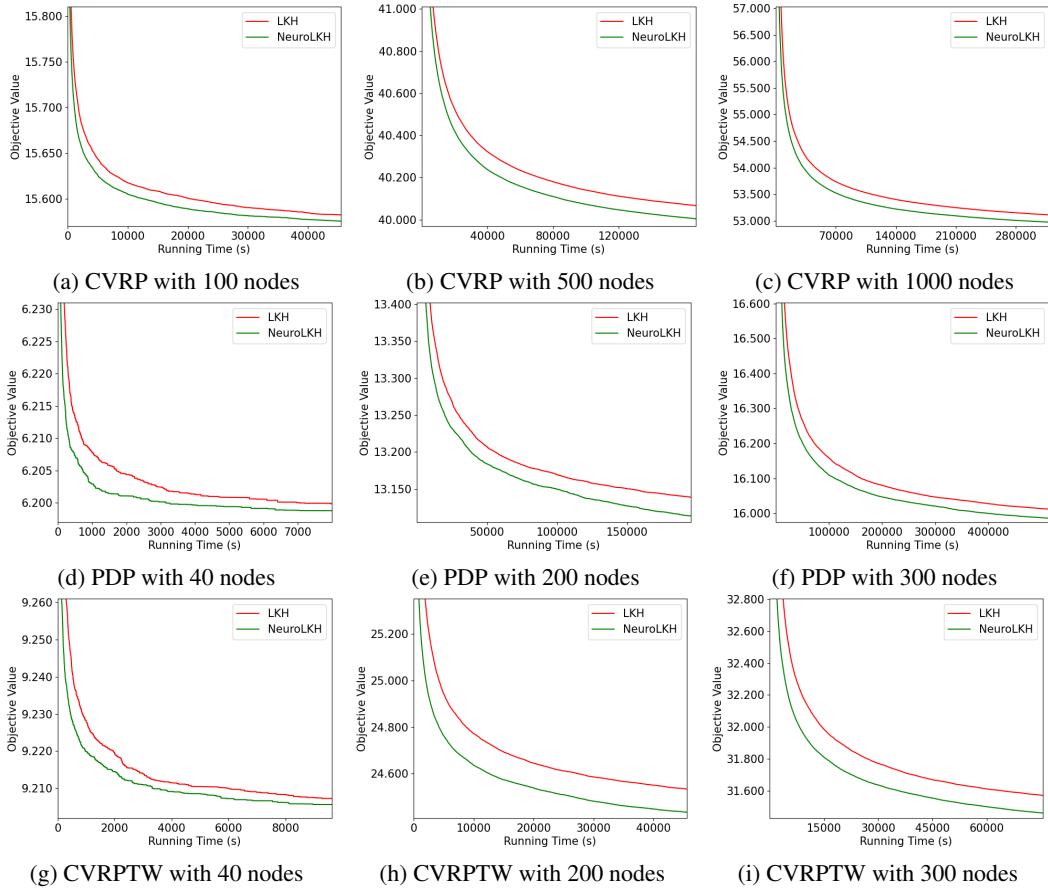 15.800
15.750
15.700
15.650
15.600
Objective Value
LKH
NeuroLKH
0 10000 20000 30000 40000
Running Time (s)
(a) CVRP with 100 nodes
41.000
40.800
40.600
40.400
40.200
40.000
Objective Value
LKH
NeuroLKH
40000 80000 120000
Running Time (s)
(b) CVRP with 500 nodes
57.000
56.000
55.000
54.000
53.000
56.500
55.500
54.500
53.500
Objective Value
LKH
NeuroLKH
70000 140000 210000 280000
Running Time (s)
(c) CVRP with 1000 nodes
6.230
6.225
6.220
6.215
6.210
6.205
6.200
Objective Value
LKH
NeuroLKH
0 1000 2000 3000 4000 5000 6000 7000
Running Time (s)
(d) PDP with 40 nodes
13.400
13.350
13.300
13.250
13.200
13.150
Objective Value
LKH
NeuroLKH
50000 100000 150000
Running Time (s)
(e) PDP with 200 nodes
16.600
16.500
16.400
16.300
16.200
16.100
16.000
Objective Value
LKH
NeuroLKH
100000 200000 300000 400000
Running Time (s)
(f) PDP with 300 nodes
9.260
9.250
9.240
9.230
9.220
9.210
Objective Value
LKH
NeuroLKH
0 2000 4000 6000 8000
Running Time (s)
(g) CVRPTW with 40 nodes
25.200
25.000
24.800
24.600
Objective Value
LKH
NeuroLKH
0 10000 20000 30000 40000
Running Time (s)
(h) CVRPTW with 200 nodes
32.800
32.600
32.400
32.200
32.000
31.800
31.600
Objective Value
LKH
NeuroLKH
15000 30000 45000 60000
Running Time (s)
(i) CVRPTW with 300 nodes